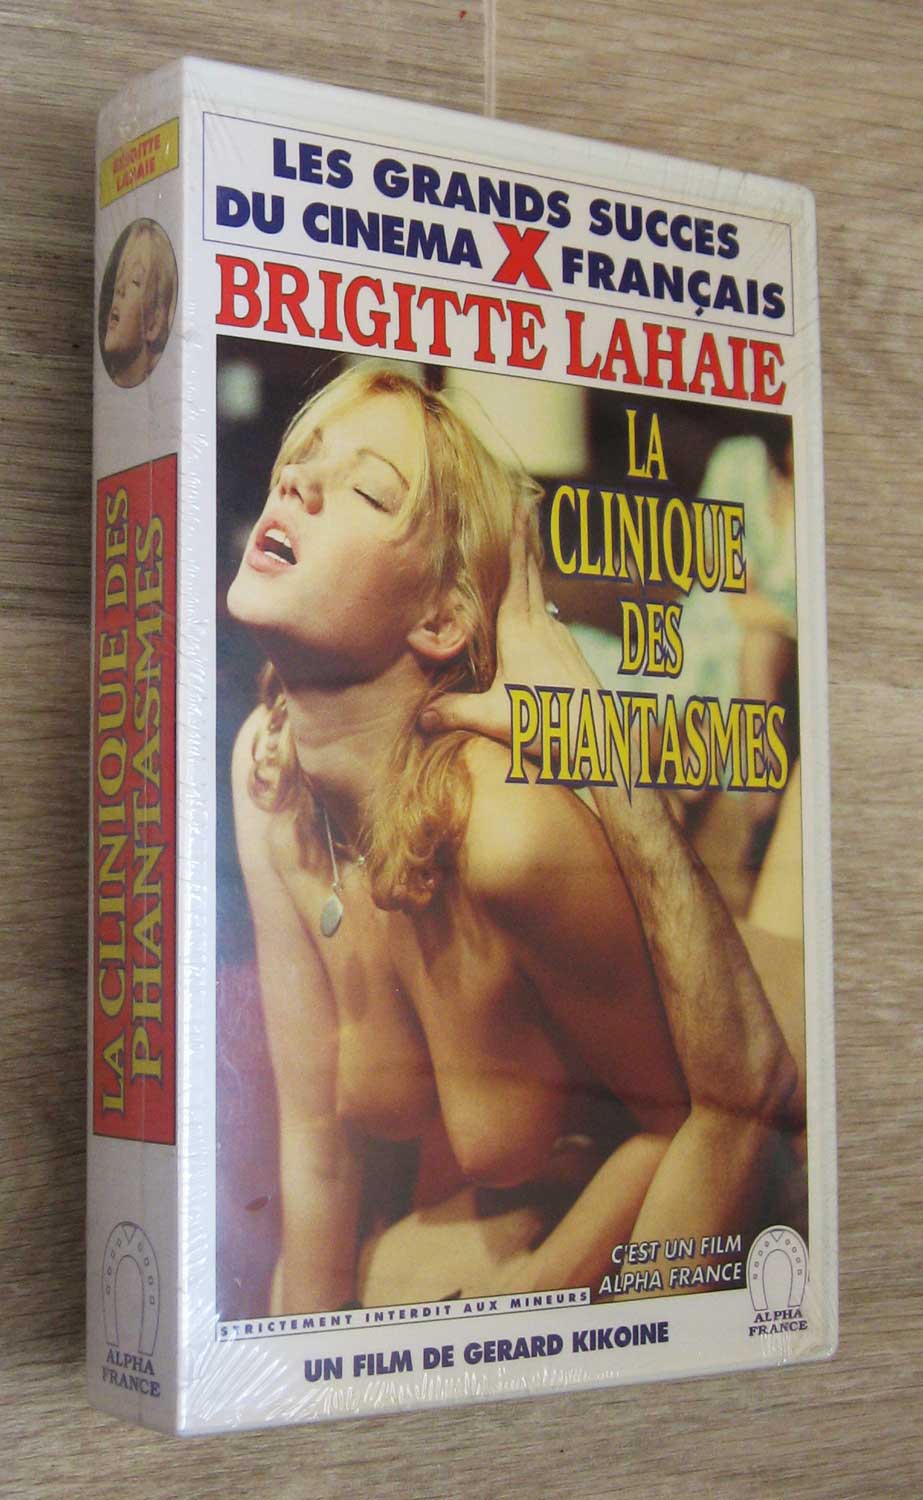 BRIGITTE
LAHAIE
LA CLINIQUE DES
PHANTASMES
ALPHA
FRANCE
LES GRANDS SUCCES
DU CINEMA X FRANÇAIS
BRIGITTE LAHAIE
LA
CLINIQUE
DES
PHANTASMES
C'EST UN FILM
ALPHA FRANCE
ALPHA
FRANCE
STRICTEMENT INTERDIT AUX MINEURS
UN FILM DE GERARD KIKOINE